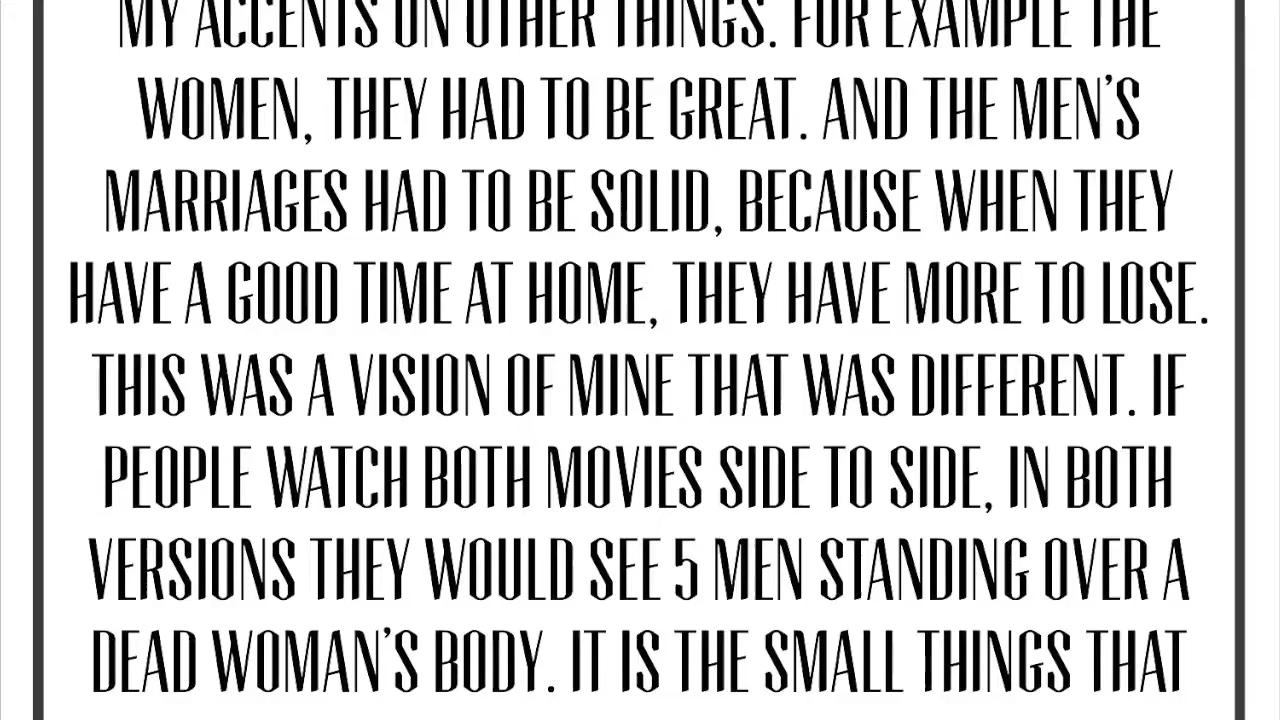 MY ACCENTS ON OTHER THINGS. FOR EXAMPLE THE
WOMEN, THEY HAD TO BE GREAT. AND THE MEN'S
MARRIAGES HAD TO BE SOLID, BECAUSE WHEN THEY
HAVE A GOOD TIME AT HOME, THEY HAVE MORE TO LOSE.
THIS WAS A VISION OF MINE THAT WAS DIFFERENT. IF
PEOPLE WATCH BOTH MOVIES SIDE TO SIDE, IN BOTH
VERSIONS THEY WOULD SEE 5 MEN STANDING OVER A
DEAD WOMAN'S BODY. IT IS THE SMALL THINGS THAT